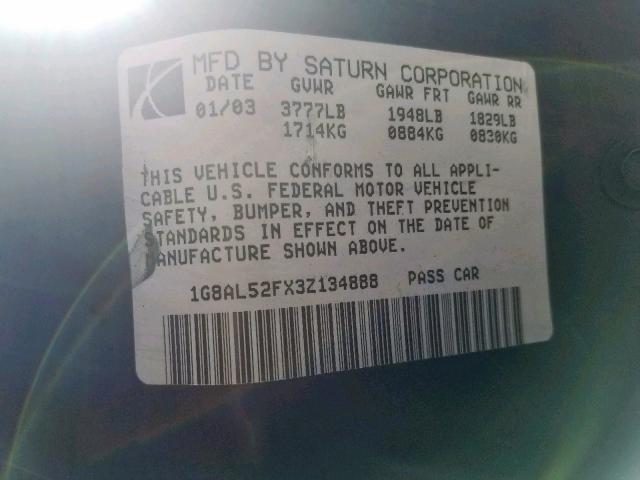 MFD BY SATURN CORPORATION
DATE GVWR GAWR FRT GAWR RR
01/03 3777LB 1948LB 1829LB
1714KG 0884KG 0830KG
THIS VEHICLE CONFORMS TO ALL APPLI-
CABLE U.S. FEDERAL MOTOR VEHICLE
SAFETY, BUMPER, AND THEFT PREVENTION
STANDARDS IN EFFECT ON THE DATE OF
MANUFACTURE SHOWN ABOVE.
1G8AL52FX3Z134888 PASS CAR